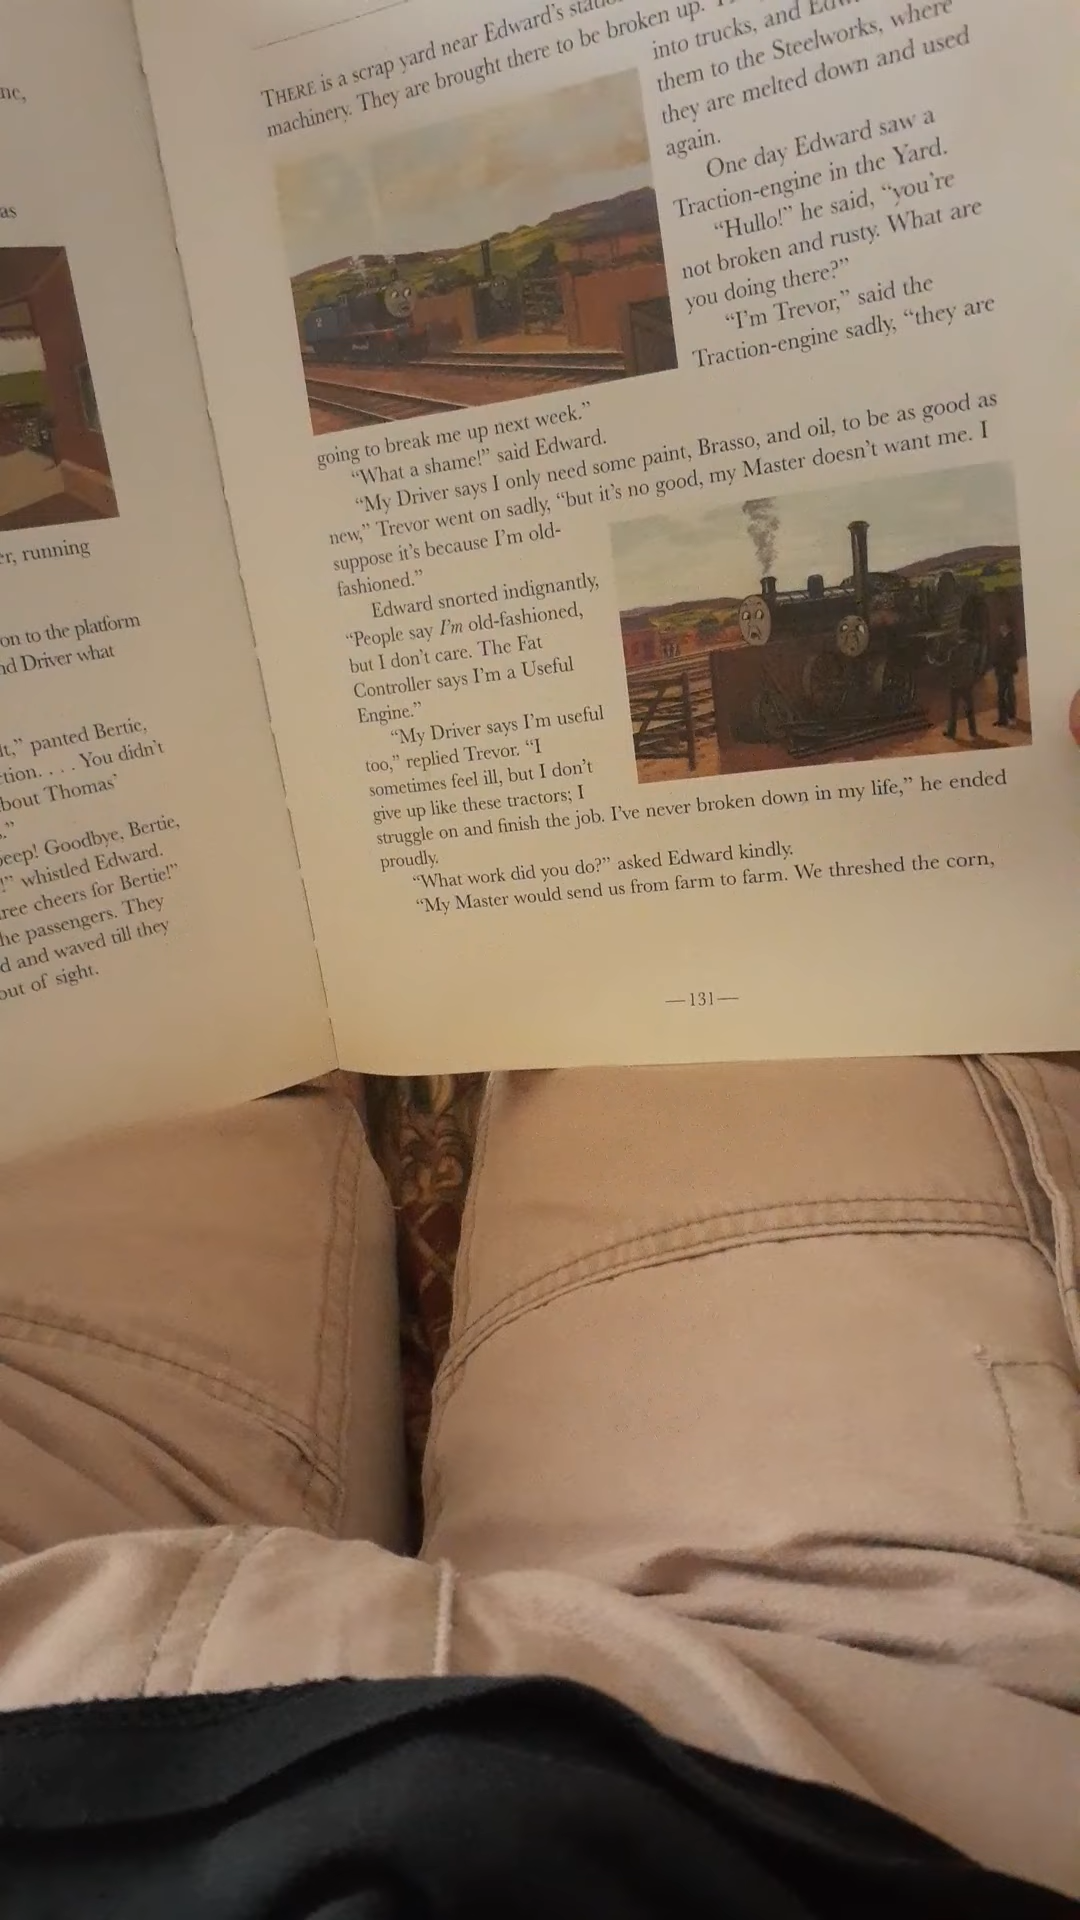 ne,
as
er, running
on to the platform
nd Driver what
lt,” panted Bertie,
tion. . . . You didn’t
bout Thomas’
.”
peep! Goodbye, Bertie,
!” whistled Edward.
ree cheers for Bertie!”
he passengers. They
d and waved till they
out of sight.
THERE is a scrap yard near Edward’s
machinery. They are brought there to be broken up.
into trucks, and
them to the Steelworks, where
they are melted down and used
again.
One day Edward saw a
Traction-engine in the Yard.
“Hullo!” he said, “you’re
not broken and rusty. What are
you doing there?”
“I’m Trevor,” said the
Traction-engine sadly, “they are
going to break me up next week.”
“What a shame!” said Edward.
“My Driver says I only need some paint, Brasso, and oil, to be as good as
new,” Trevor went on sadly, “but it’s no good, my Master doesn’t want me. I
suppose it’s because I’m old-
fashioned.”
Edward snorted indignantly,
“People say I’m old-fashioned,
but I don’t care. The Fat
Controller says I’m a Useful
Engine.”
“My Driver says I’m useful
too,” replied Trevor. “I
sometimes feel ill, but I don’t
give up like these tractors; I
struggle on and finish the job. I’ve never broken down in my life,” he ended
proudly.
“What work did you do?” asked Edward kindly.
“My Master would send us from farm to farm. We threshed the corn,
—131—